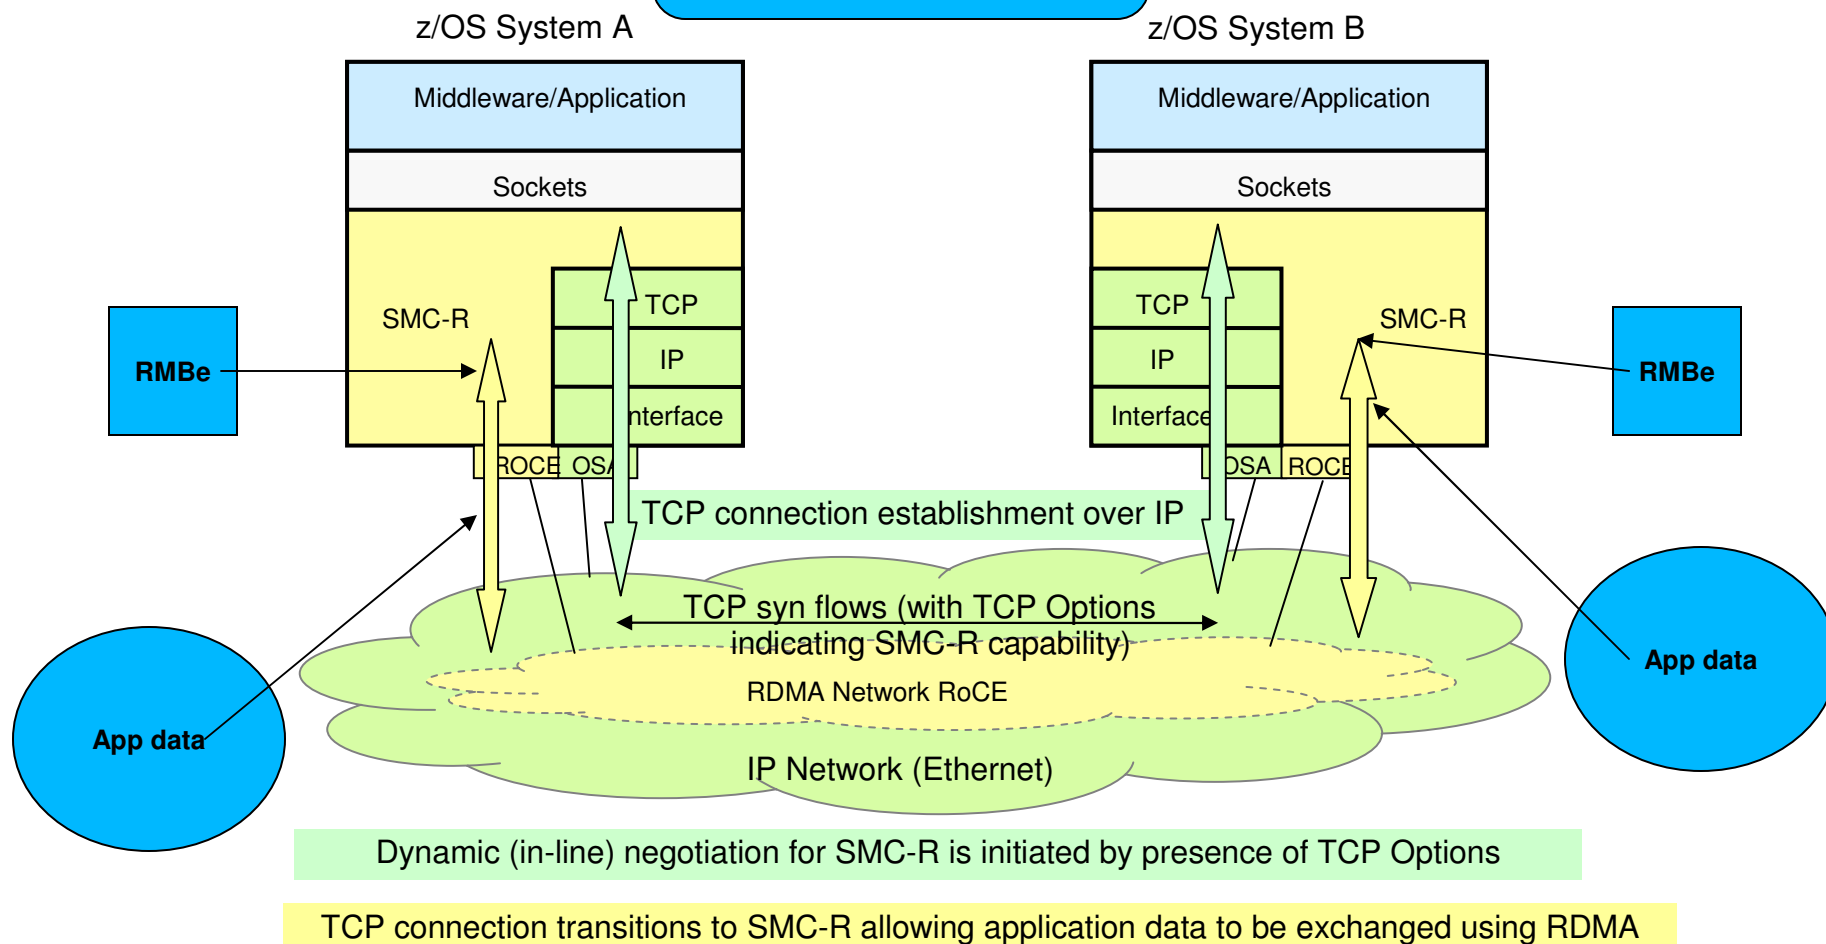 z/OS System A
z/OS System B
Middleware/Application
Middleware/Application
Sockets
Sockets
SMC-R
TCP
TCP
SMC-R
RMBe
IP
IP
RMBe
nterface
Interface
ROCE
OSA
OSA
ROCE
TCP connection establishment over IP
TCP syn flows (with TCP Options
indicating SMC-R capability)
RDMA Network RoCE
App data
App data
IP Network (Ethernet)
Dynamic (in-line) negotiation for SMC-R is initiated by presence of TCP Options
TCP connection transitions to SMC-R allowing application data to be exchanged using RDMA